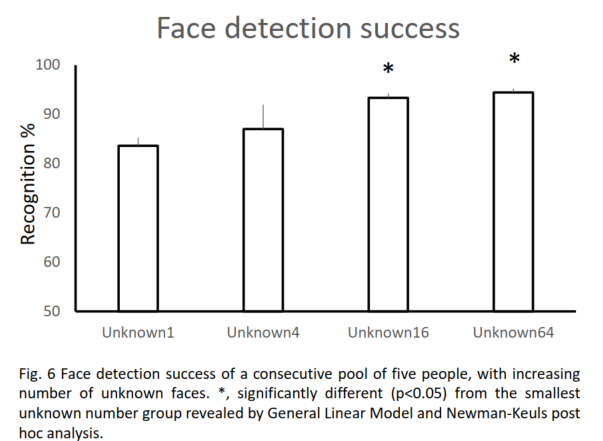 Face detection success
100
90
80
70
60
50
Recognition %
*
*
Unknown1
Unknown4
Unknown16
Unknown64
Fig. 6 Face detection success of a consecutive pool of five people, with increasing
number of unknown faces. *, significantly different (p<0.05) from the smallest
unknown number group revealed by General Linear Model and Newman-Keuls post
hoc analysis.